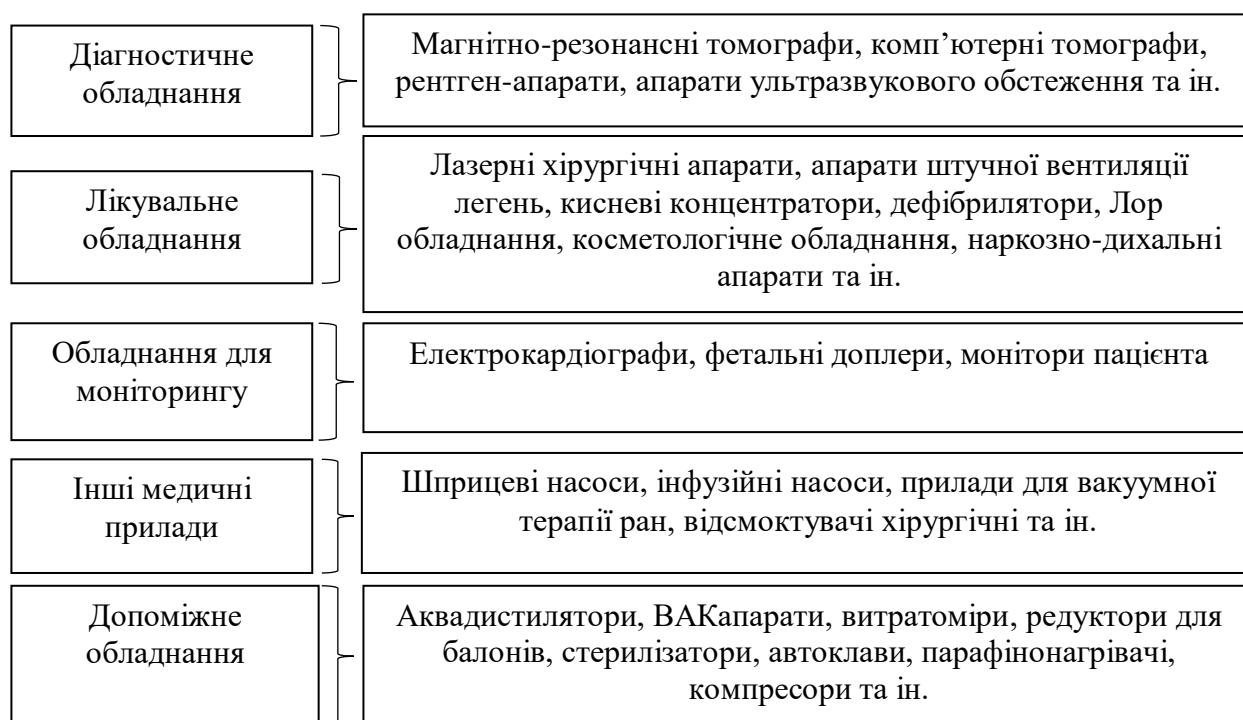 Діагностичне
обладнання
Магнітно-резонансні томографи, комп’ютерні томографи,
рентген-апарати, апарати ультразвукового обстеження та ін.
Лікувальне
обладнання
Лазерні хірургічні апарати, апарати штучної вентиляції
легень, кисневі концентратори, дефібрилятори, Лор
обладнання, косметологічне обладнання, наркозно-дихальні
апарати та ін.
Обладнання для
моніторингу
Електрокардіографи, фетальні доплери, монітори пацієнта
Інші медичні
прилади
Шприцеві насоси, інфузійні насоси, прилади для вакуумної
терапії ран, відсмоктувачі хірургічні та ін.
Допоміжне
обладнання
Аквадистилятори, ВАКапарати, витратоміри, редуктори для
балонів, стерилізатори, автоклави, парафінонагрівачі,
компресори та ін.